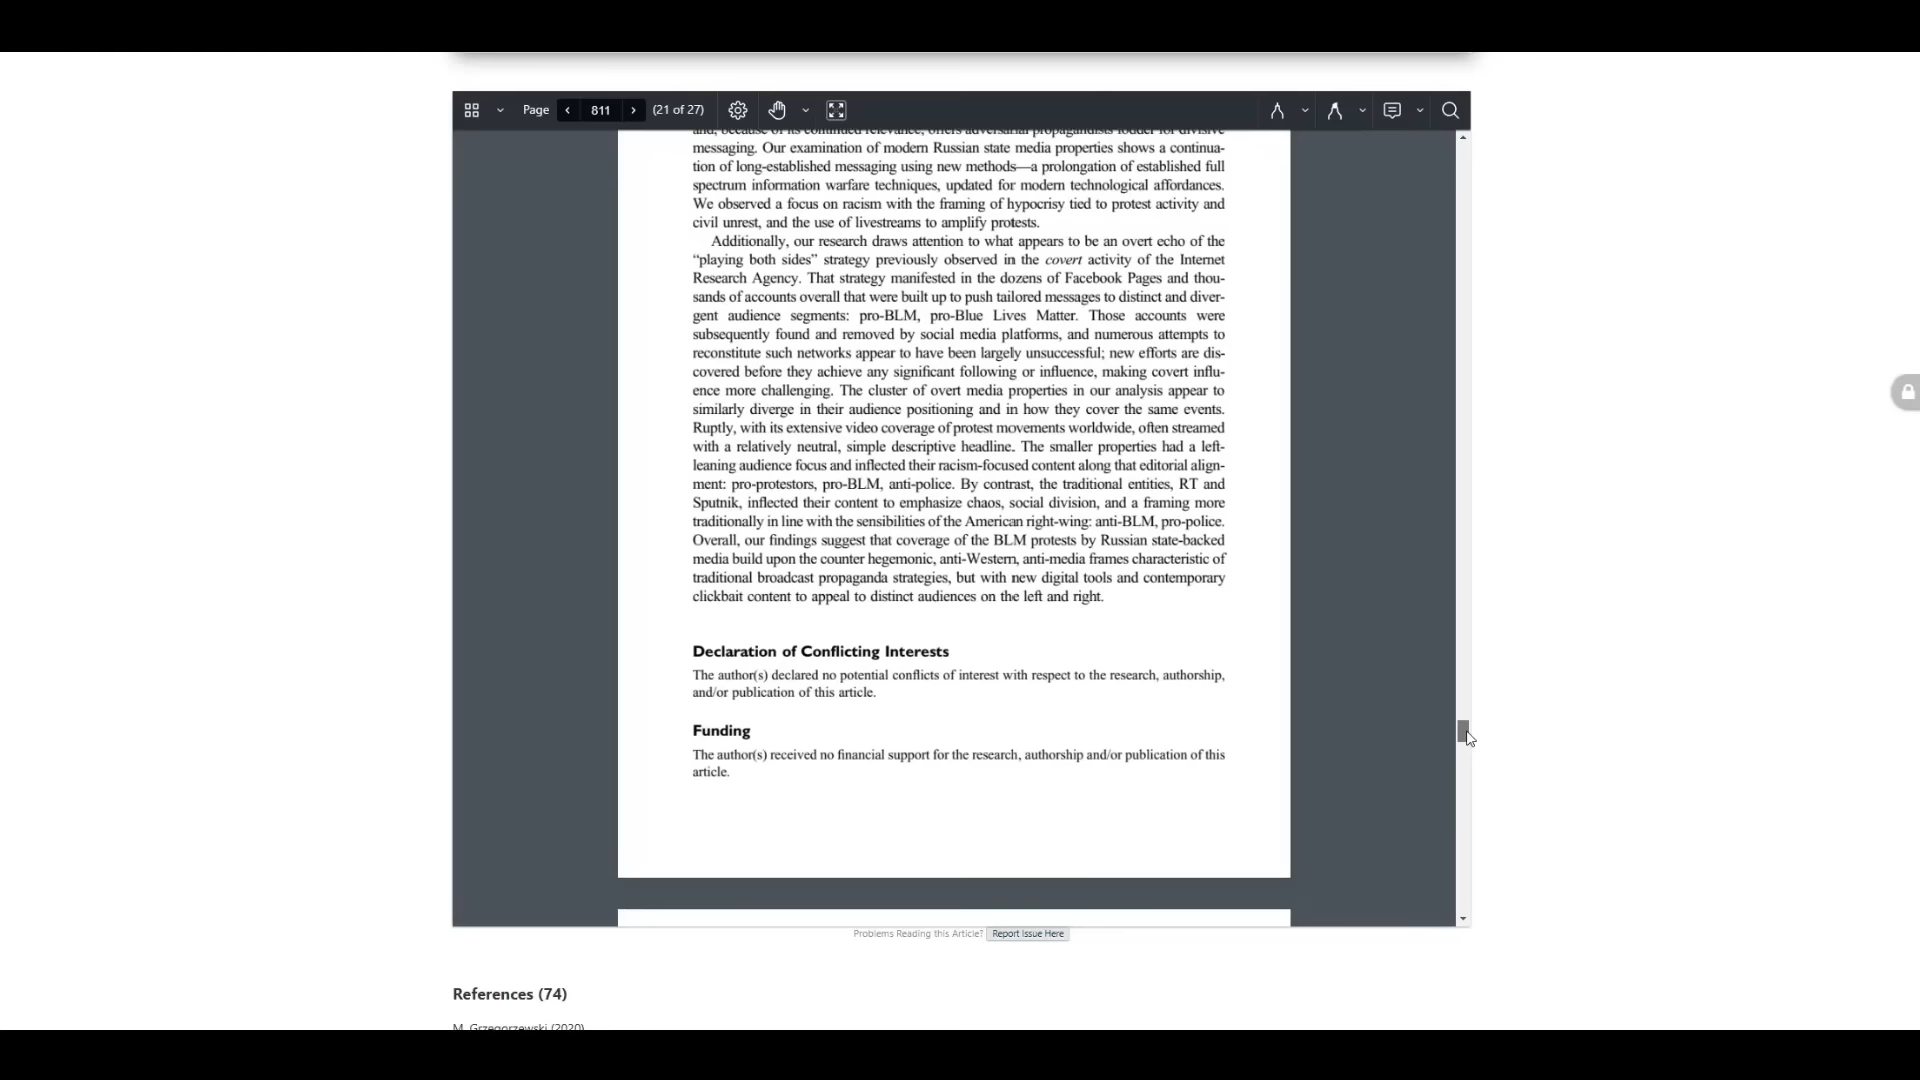 Page 811 (21 of 27)
and, because of its continued relevance, offers adversarial propagandists fodder for divisive
messaging. Our examination of modern Russian state media properties shows a continua-
tion of long-established messaging using new methods—a prolongation of established full
spectrum information warfare techniques, updated for modern technological affordances.
We observed a focus on racism with the framing of hypocrisy tied to protest activity and
civil unrest, and the use of livestreams to amplify protests.
Additionally, our research draws attention to what appears to be an overt echo of the
“playing both sides” strategy previously observed in the covert activity of the Internet
Research Agency. That strategy manifested in the dozens of Facebook Pages and thou-
sands of accounts overall that were built up to push tailored messages to distinct and diver-
gent audience segments: pro-BLM, pro-Blue Lives Matter. Those accounts were
subsequently found and removed by social media platforms, and numerous attempts to
reconstitute such networks appear to have been largely unsuccessful; new efforts are dis-
covered before they achieve any significant following or influence, making covert influ-
ence more challenging. The cluster of overt media properties in our analysis appear to
similarly diverge in their audience positioning and in how they cover the same events.
Ruptly, with its extensive video coverage of protest movements worldwide, often streamed
with a relatively neutral, simple descriptive headline. The smaller properties had a left-
leaning audience focus and inflected their racism-focused content along that editorial align-
ment: pro-protestors, pro-BLM, anti-police. By contrast, the traditional entities, RT and
Sputnik, inflected their content to emphasize chaos, social division, and a framing more
traditionally in line with the sensibilities of the American right-wing: anti-BLM, pro-police.
Overall, our findings suggest that coverage of the BLM protests by Russian state-backed
media build upon the counter hegemonic, anti-Western, anti-media frames characteristic of
traditional broadcast propaganda strategies, but with new digital tools and contemporary
clickbait content to appeal to distinct audiences on the left and right.
Declaration of Conflicting Interests
The author(s) declared no potential conflicts of interest with respect to the research, authorship,
and/or publication of this article.
Funding
The author(s) received no financial support for the research, authorship and/or publication of this
article.
Problems Reading this Article? Report Issue Here
References (74)
M. Grzegorzewski (2020)